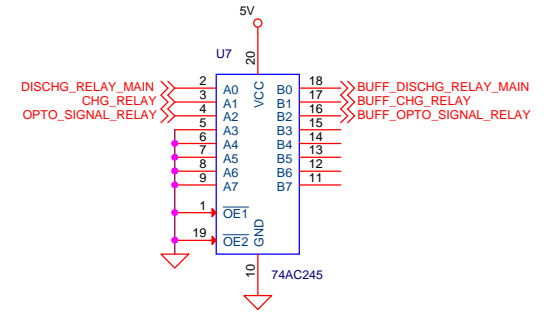 5V
U7
20
VCC
DISCHG_RELAY_MAIN 2 A0 B0 18 BUFF_DISCHG_RELAY_MAIN
CHG_RELAY 3 A1 B1 17 BUFF_CHG_RELAY
OPTO_SIGNAL_RELAY 4 A2 B2 16 BUFF_OPTO_SIGNAL_RELAY
5 A3 B3 15
6 A4 B4 14
7 A5 B5 13
8 A6 B6 12
9 A7 B7 11
1 OE1
19 OE2
GND
10
74AC245